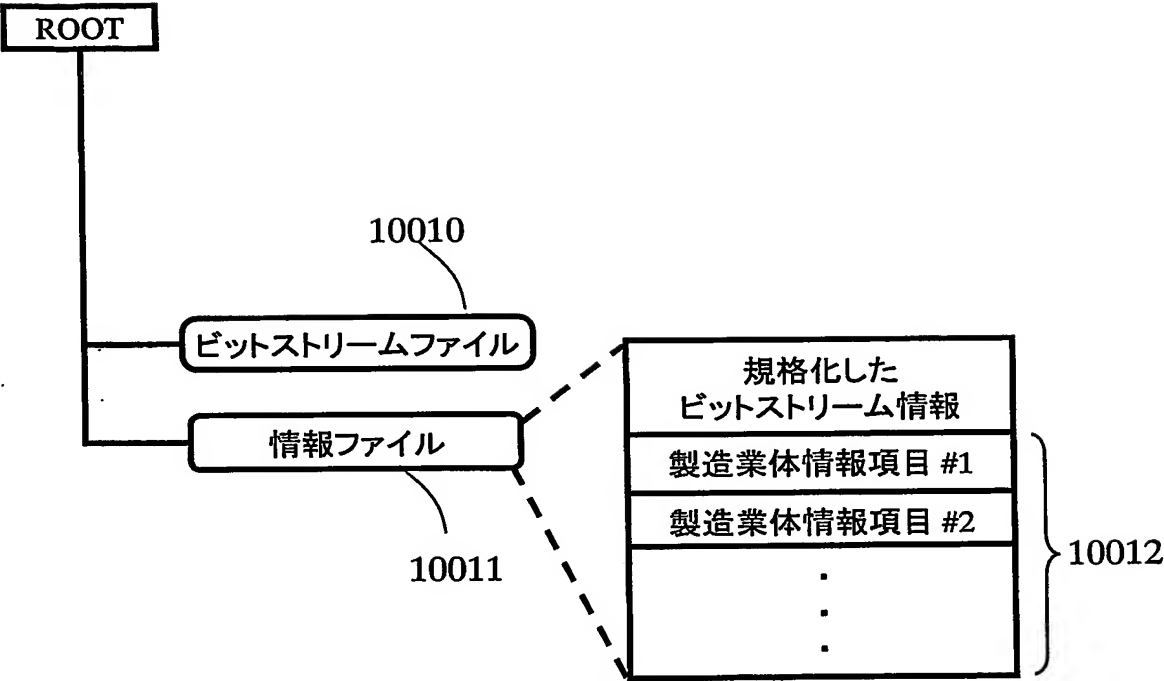 ROOT
10010
ビットストリームファイル
情報ファイル
10011
規格化した
ビットストリーム情報
製造業体情報項目 #1
製造業体情報項目 #2
10012